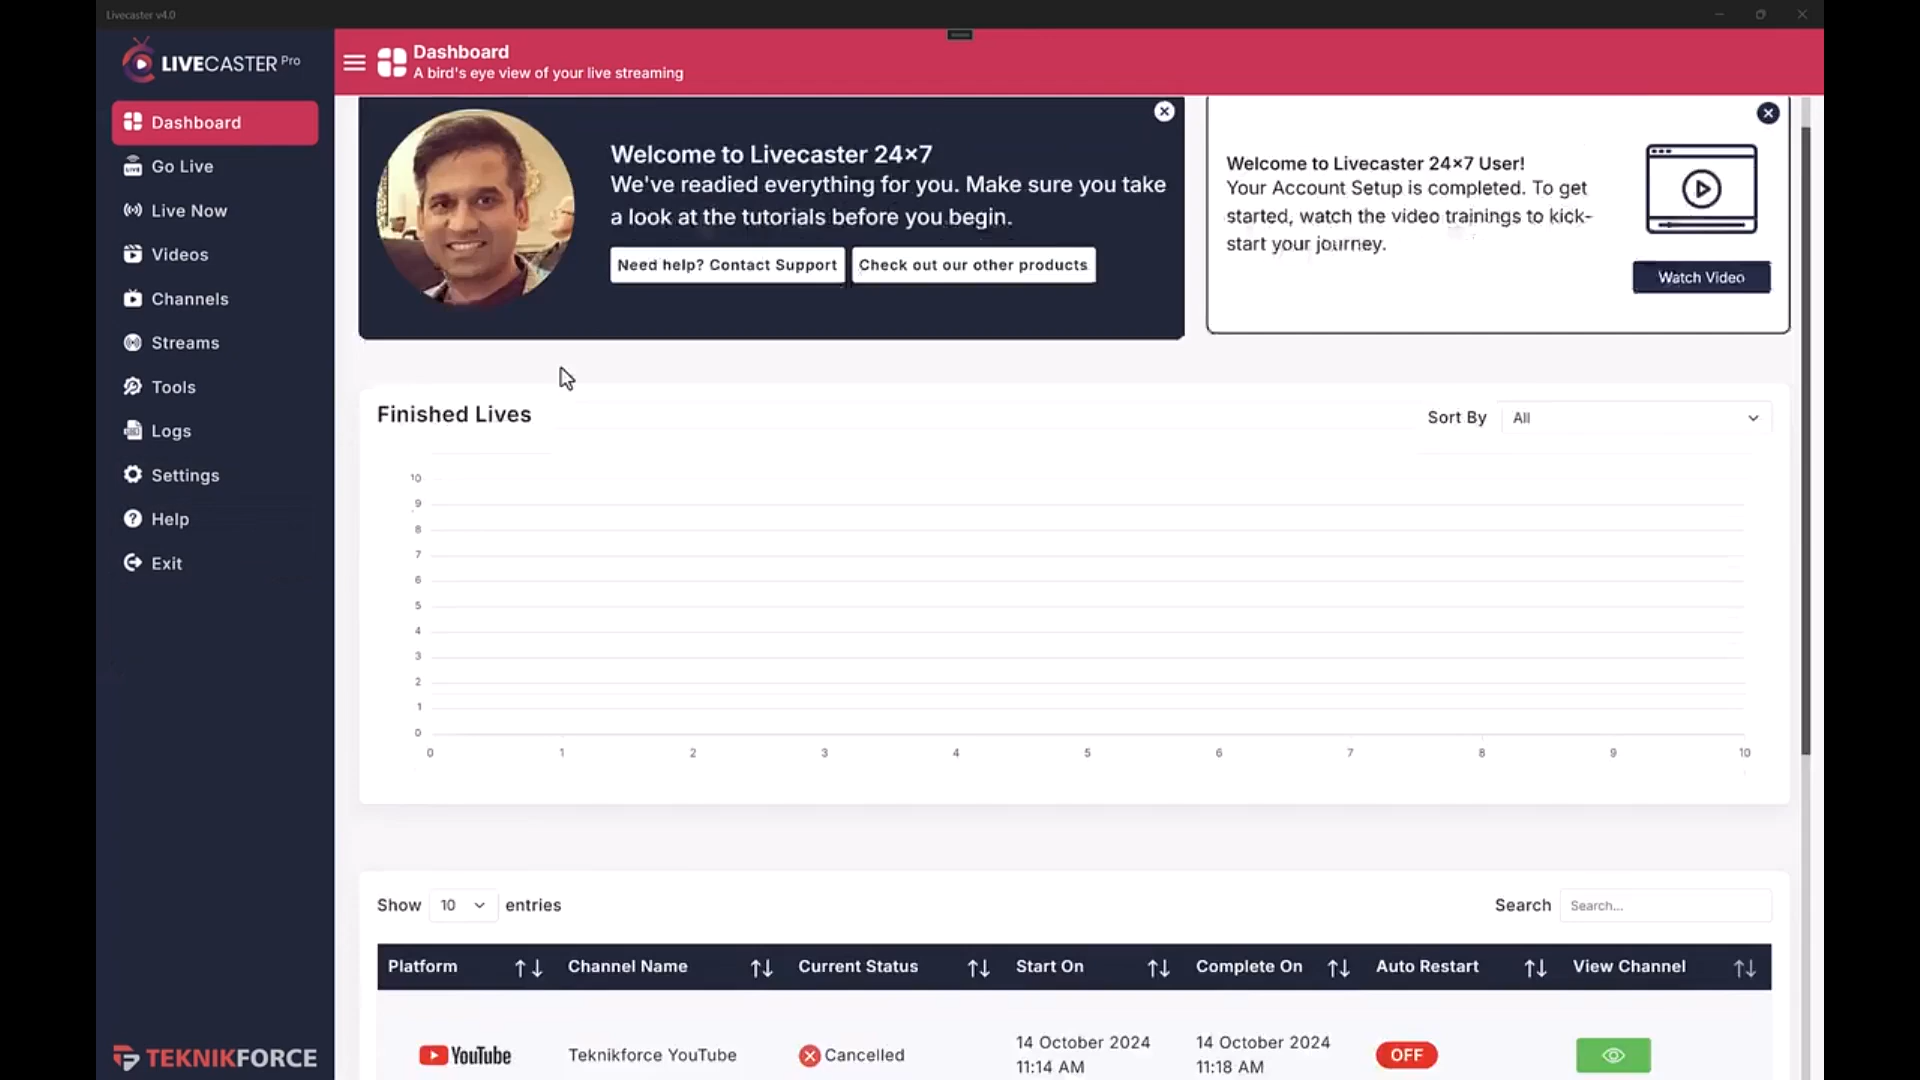 Livecaster v4.0
LIVECASTER Pro
Dashboard
A bird's eye view of your live streaming
Dashboard
Go Live
Live Now
Videos
Channels
Streams
Tools
Logs
Settings
Help
Exit
TEKNIKFORCE
Welcome to Livecaster 24×7
We've readied everything for you. Make sure you take
a look at the tutorials before you begin.
Need help? Contact Support
Check out our other products
Welcome to Livecaster 24×7 User!
Your Account Setup is completed. To get
started, watch the video trainings to kick-
start your journey.
Watch Video
Finished Lives
Sort By All
10
9
8
7
6
5
4
3
2
1
0
0 1 2 3 4 5 6 7 8 9 10
Show 10 entries
Search Search...
Platform Channel Name Current Status Start On Complete On Auto Restart View Channel
YouTube Teknikforce YouTube Cancelled 14 October 2024 11:14 AM 14 October 2024 11:18 AM OFF